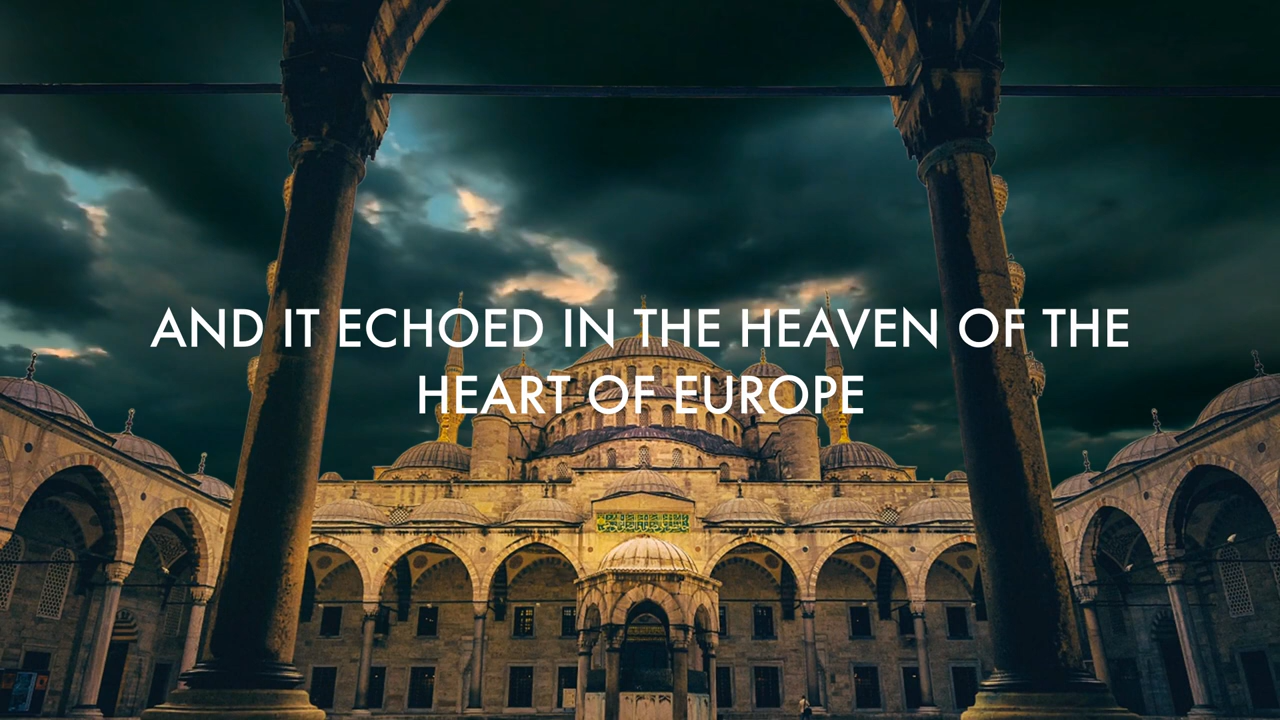 AND IT ECHOED IN THE HEAVEN OF THE
HEART OF EUROPE